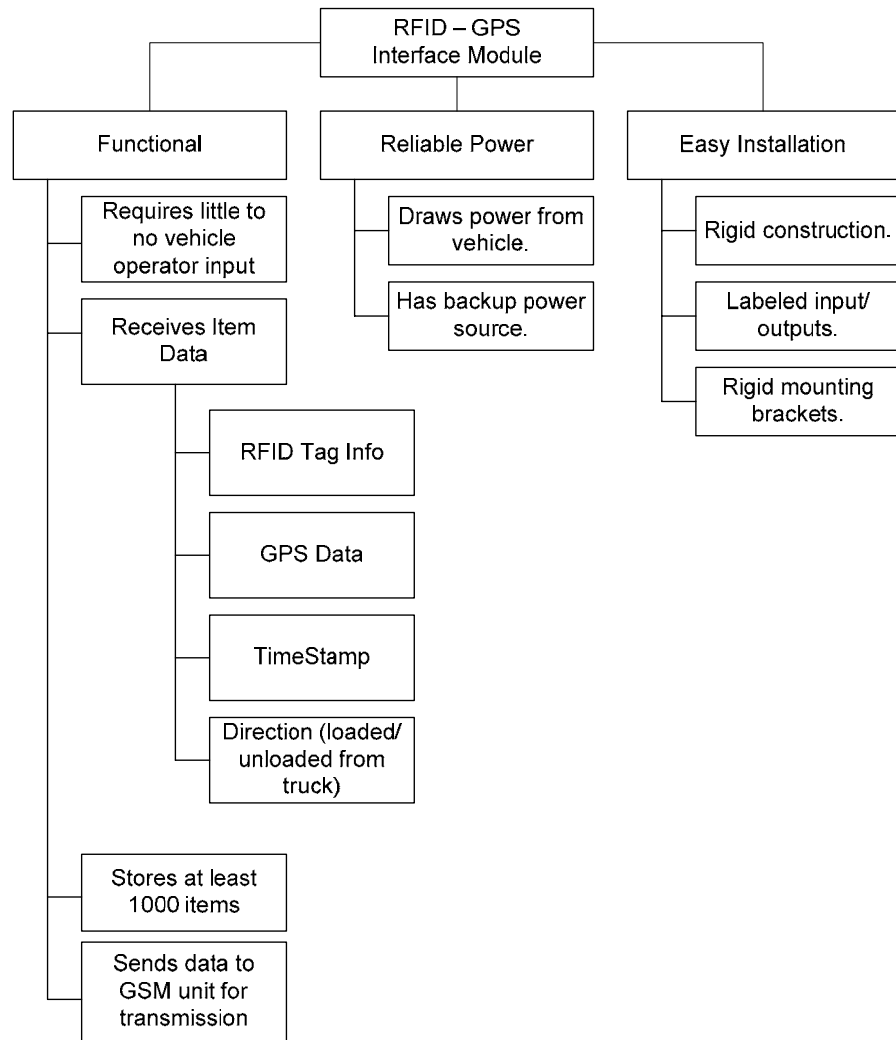 RFID – GPS
Interface Module
Functional
Reliable Power
Easy Installation
Requires little to
no vehicle
operator input
Draws power from
vehicle.
Rigid construction.
Receives Item
Data
Has backup power
source.
Labeled input/
outputs.
Rigid mounting
brackets.
RFID Tag Info
GPS Data
TimeStamp
Direction (loaded/
unloaded from
truck)
Stores at least
1000 items
Sends data to
GSM unit for
transmission